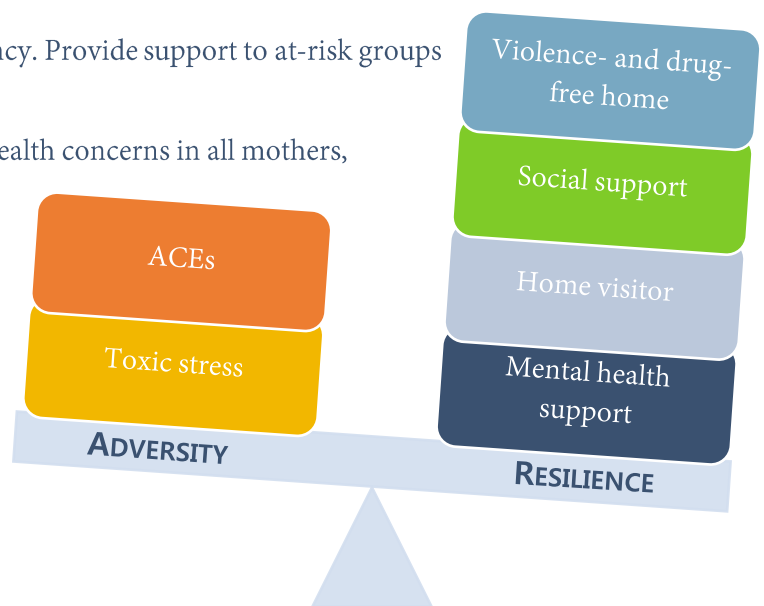 cy. Provide support to at-risk groups
ealth concerns in all mothers,
ACEs
Toxic stress
ADVERSITY
Violence- and drug-
free home
Social support
Home visitor
Mental health
support
RESILIENCE